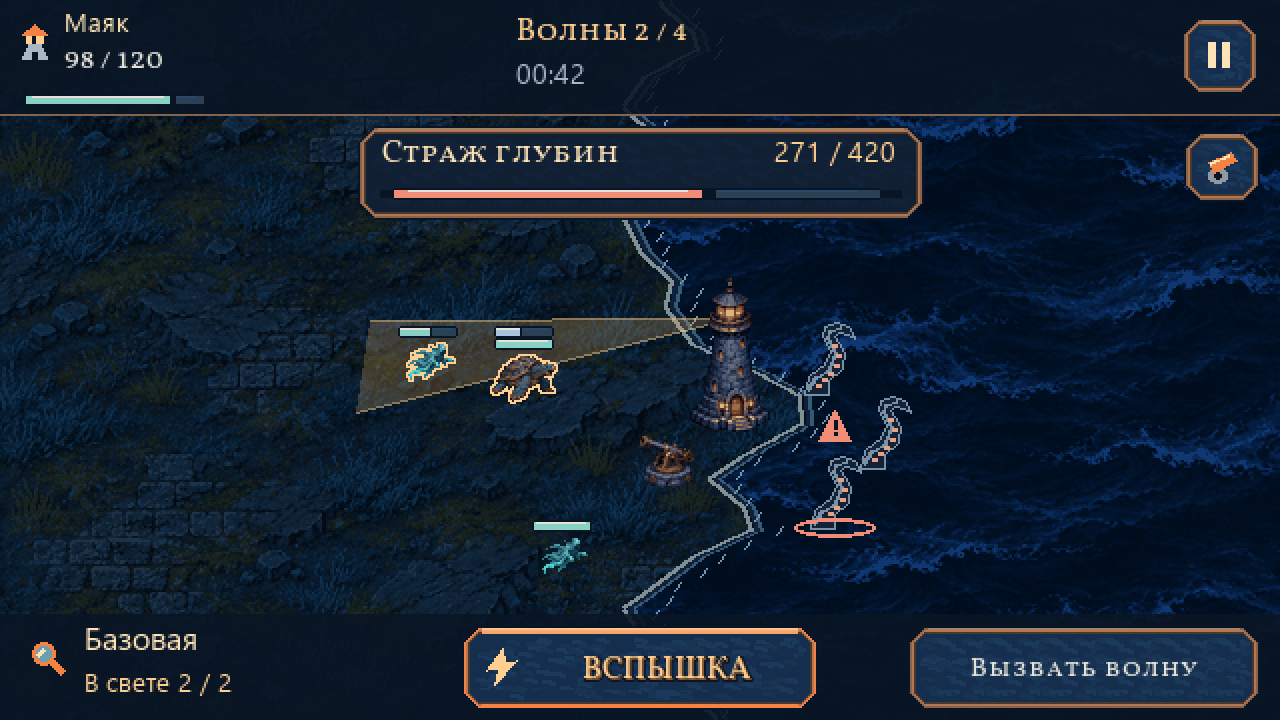 Маяк
98 / 120
Волны 2 / 4
00:42
Страж глубин
271 / 420
Базовая
В свете 2 / 2
ВСПЫШКА
Вызвать волну